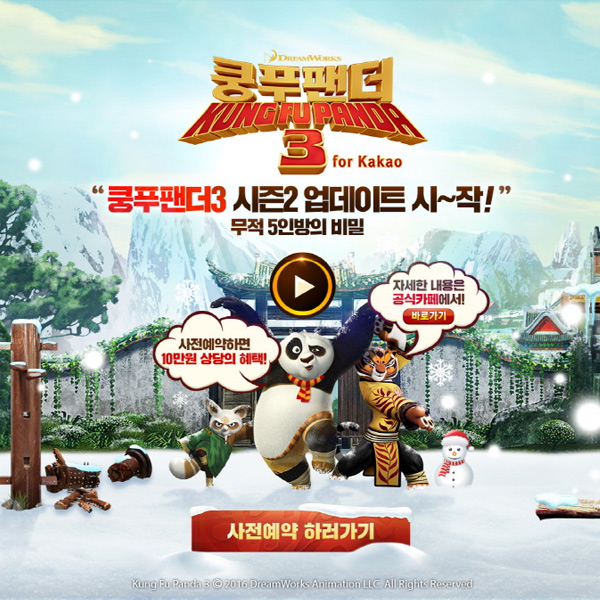 DREAMWORKS
쿵푸팬더
KUNG FU PANDA
3
for Kakao
“ 쿵푸팬더3 시즌2 업데이트 시~작! ”
무적 5인방의 비밀
자세한 내용은
공식카페에서!
바로가기
사전예약하면
10만원 상당의 혜택!
사전예약 하러가기
Kung Fu Panda 3 ⓒ 2016 DreamWorks Animation LLC. All Rights Reserved